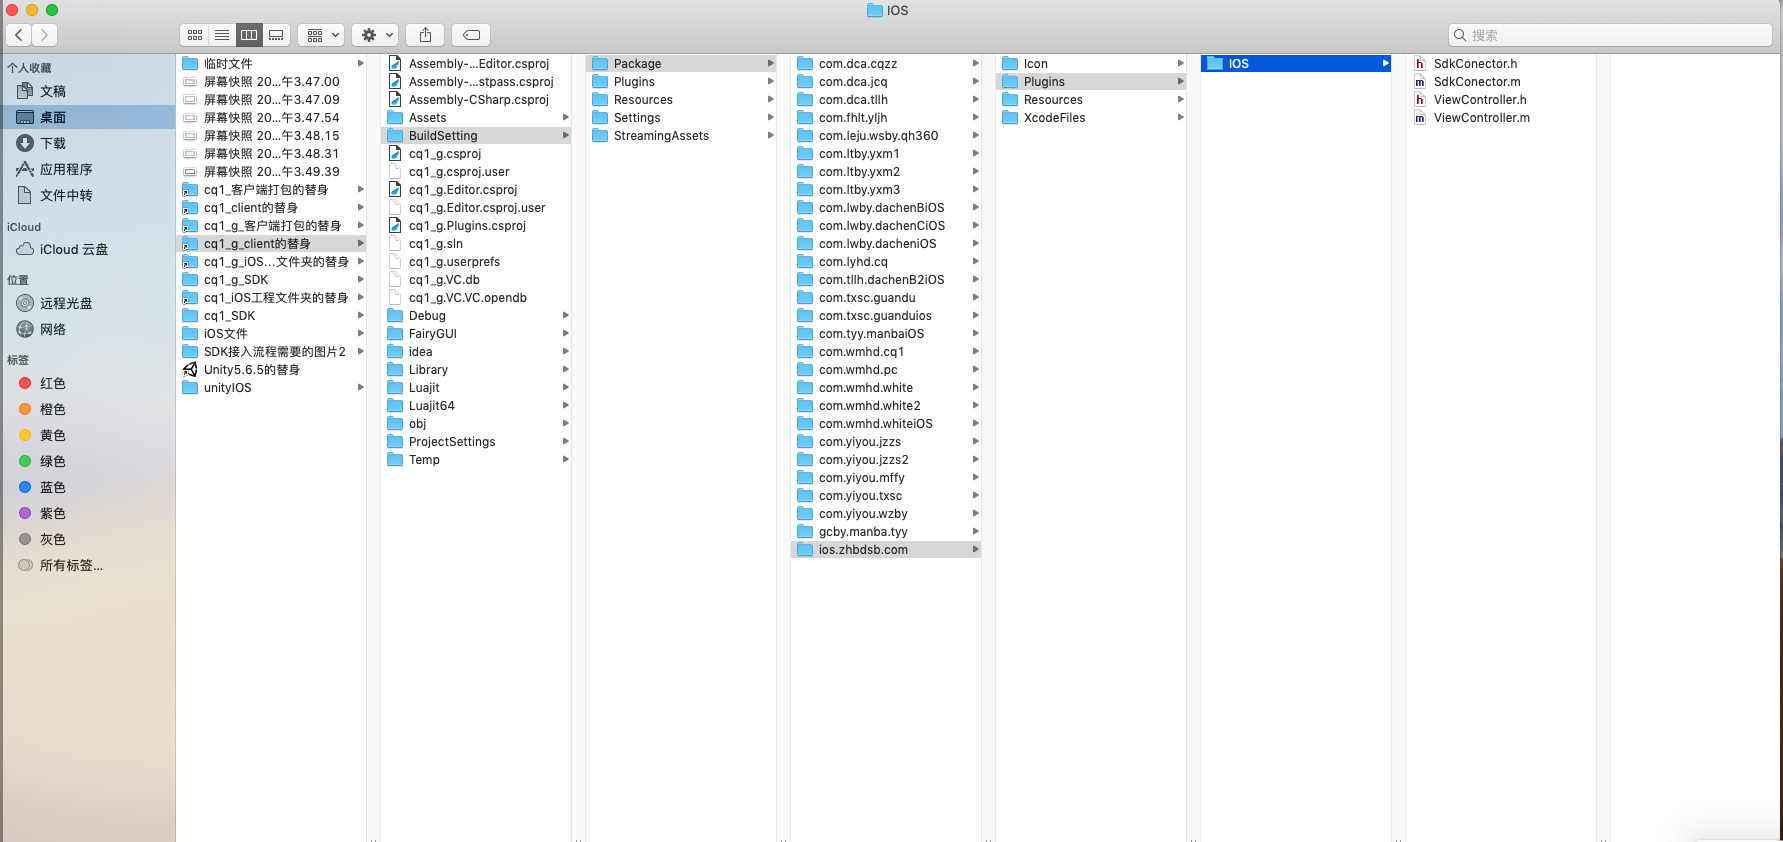 IOS
搜索
个人收藏
文稿
桌面
下载
应用程序
文件中转
iCloud
iCloud 云盘
位置
远程光盘
网络
标签
红色
橙色
黄色
绿色
蓝色
紫色
灰色
所有标签...
临时文件
屏幕快照 20...午3.47.00
屏幕快照 20...午3.47.09
屏幕快照 20...午3.47.54
屏幕快照 20...午3.48.15
屏幕快照 20...午3.48.31
屏幕快照 20...午3.49.39
cq1_客户端打包的替身
cq1_client的替身
cq1_g_客户端打包的替身
cq1_g_client的替身
cq1_g_iOS...文件夹的替身
cq1_g_SDK
cq1_iOS工程文件夹的替身
cq1_SDK
iOS文件
SDK接入流程需要的图片2
Unity5.6.5的替身
unityIOS
Assembly-...Editor.csproj
Assembly-...stpass.csproj
Assembly-CSharp.csproj
Assets
BuildSetting
cq1_g.csproj
cq1_g.csproj.user
cq1_g.Editor.csproj
cq1_g.Editor.csproj.user
cq1_g.Plugins.csproj
cq1_g.sln
cq1_g.userprefs
cq1_g.VC.db
cq1_g.VC.VC.opendb
Debug
FairyGUI
idea
Library
Luajit
Luajit64
obj
ProjectSettings
Temp
Package
Plugins
Resources
Settings
StreamingAssets
com.dca.cqzz
com.dca.jcq
com.dca.tllh
com.fhlt.yljh
com.leju.wsby.qh360
com.ltby.yxm1
com.ltby.yxm2
com.ltby.yxm3
com.lwby.dachenBiOS
com.lwby.dachenCiOS
com.lwby.dacheniOS
com.lyhd.cq
com.tllh.dachenB2iOS
com.txsc.guandu
com.txsc.guanduios
com.tyy.manbaiOS
com.wmhd.cq1
com.wmhd.pc
com.wmhd.white
com.wmhd.white2
com.wmhd.whiteiOS
com.yiyou.jzzs
com.yiyou.jzzs2
com.yiyou.mffy
com.yiyou.txsc
com.yiyou.wzby
gcby.manba.tyy
ios.zhbdsb.com
Icon
Plugins
Resources
XcodeFiles
IOS
SdkConector.h
SdkConector.m
ViewController.h
ViewController.m